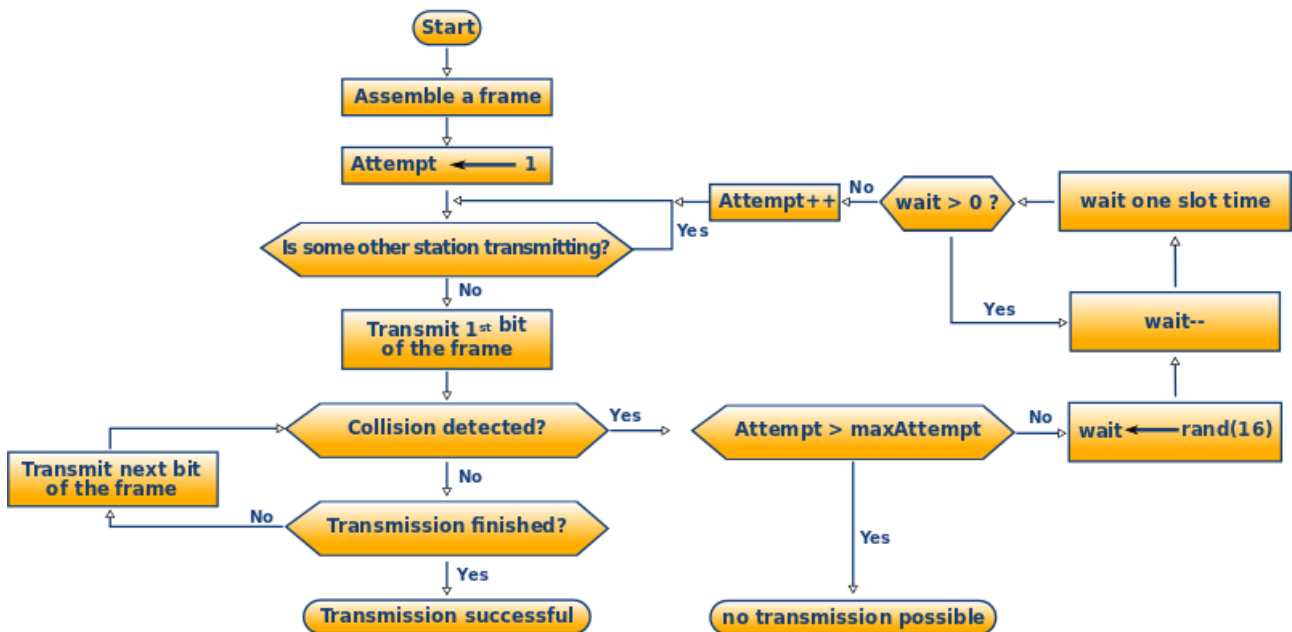 Start
Assemble a frame
Attempt 1
Attempt++
No
wait > 0 ?
wait one slot time
Is some other station transmitting?
Yes
No
Yes
wait--
Transmit 1st bit
of the frame
Collision detected?
Yes
Attempt > maxAttempt
No
wait rand(16)
Transmit next bit
of the frame
No
No
Transmission finished?
Yes
Yes
Transmission successful
no transmission possible